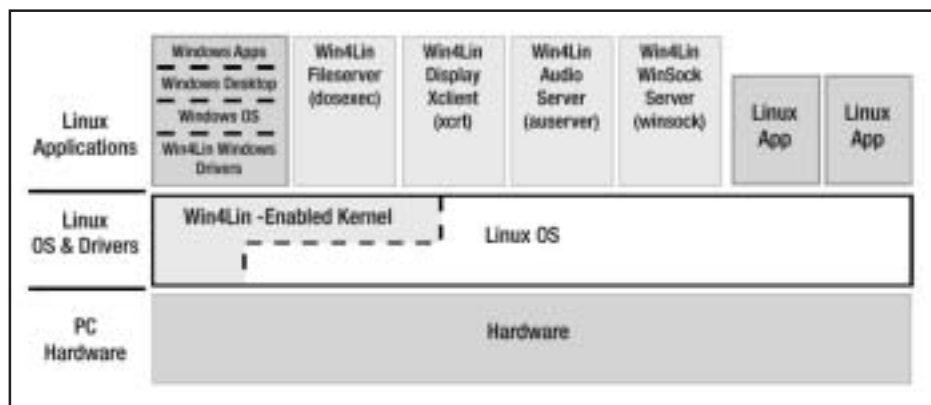 Linux
Applications
Windows Apps
Windows Desktop
Windows OS
Win4Lin Windows
Drivers
Win4Lin
Fileserver
(dosexec)
Win4Lin
Display
Xclient
(xcrt)
Win4Lin
Audio
Server
(auserver)
Win4Lin
WinSock
Server
(winsock)
Linux
App
Linux
App
Linux
OS & Drivers
Win4Lin -Enabled Kernel
Linux OS
PC
Hardware
Hardware